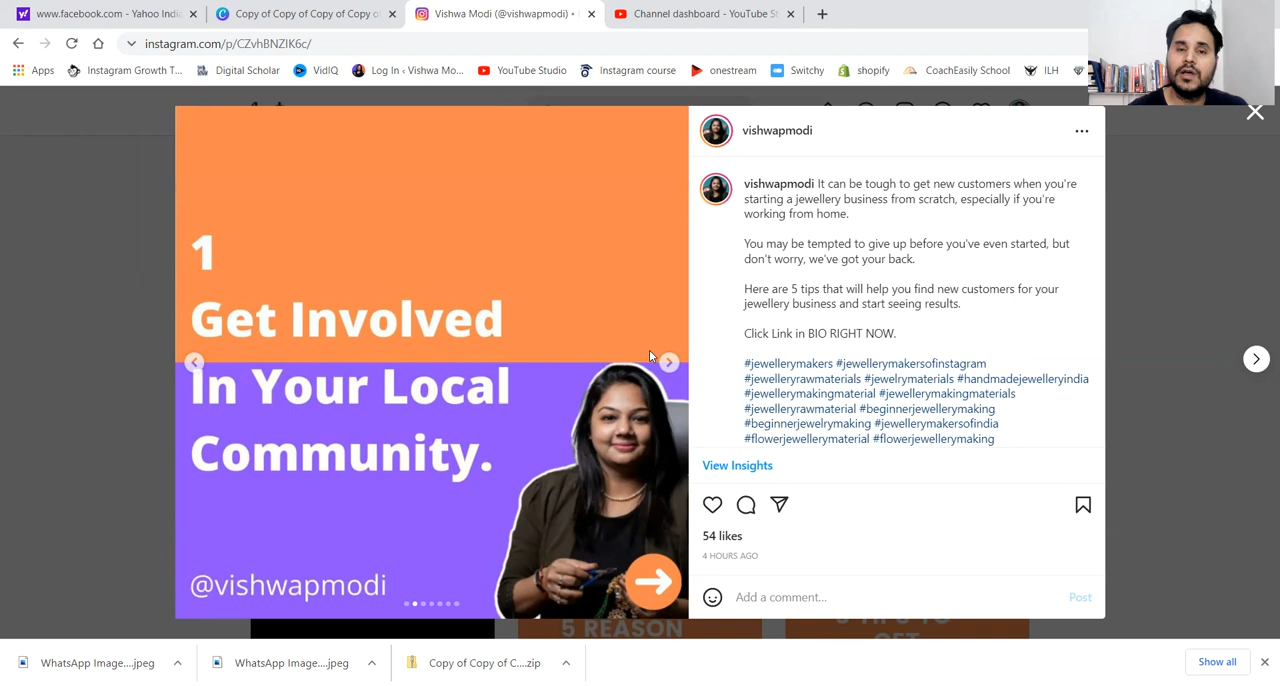 www.facebook.com - Yahoo Indi
Copy of Copy of Copy of Copy of
Vishwa Modi (@vishwapmodi) •
Channel dashboard - YouTube St
instagram.com/p/CZvhBNZIK6c/
Apps
Instagram Growth T...
Digital Scholar
VidIQ
Log In ‹ Vishwa Mo...
YouTube Studio
Instagram course
onestream
Switchy
shopify
CoachEasily School
ILH
1
Get Involved
In Your Local
Community.
@vishwapmodi
vishwapmodi
vishwapmodi It can be tough to get new customers when you're
starting a jewellery business from scratch, especially if you're
working from home.
You may be tempted to give up before you've even started, but
don't worry, we've got your back.
Here are 5 tips that will help you find new customers for your
jewellery business and start seeing results.
Click Link in BIO RIGHT NOW.
#jewellerymakers #jewellerymakersofinstagram
#jewelleryrawmaterials #jewelrymaterials #handmadejewelleryindia
#jewellerymakingmaterial #jewellerymakingmaterials
#jewelleryrawmaterial #beginnerjewellerymaking
#beginnerjewelrymaking #jewellerymakersofindia
#flowerjewellerymaterial #flowerjewellerymaking
View Insights
54 likes
4 HOURS AGO
Add a comment...
Post
5 REASON
WhatsApp Image....jpeg
WhatsApp Image....jpeg
Copy of Copy of C....zip
Show all